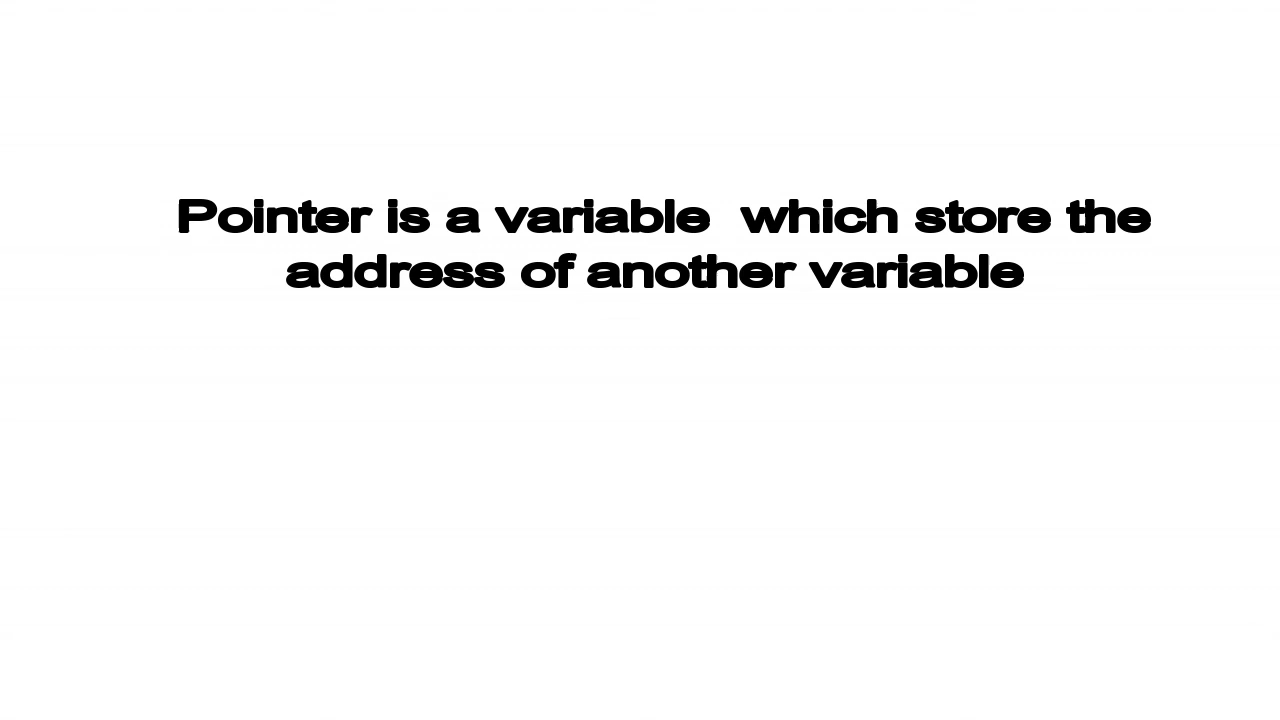 Pointer is a variable  which store the
address of another variable